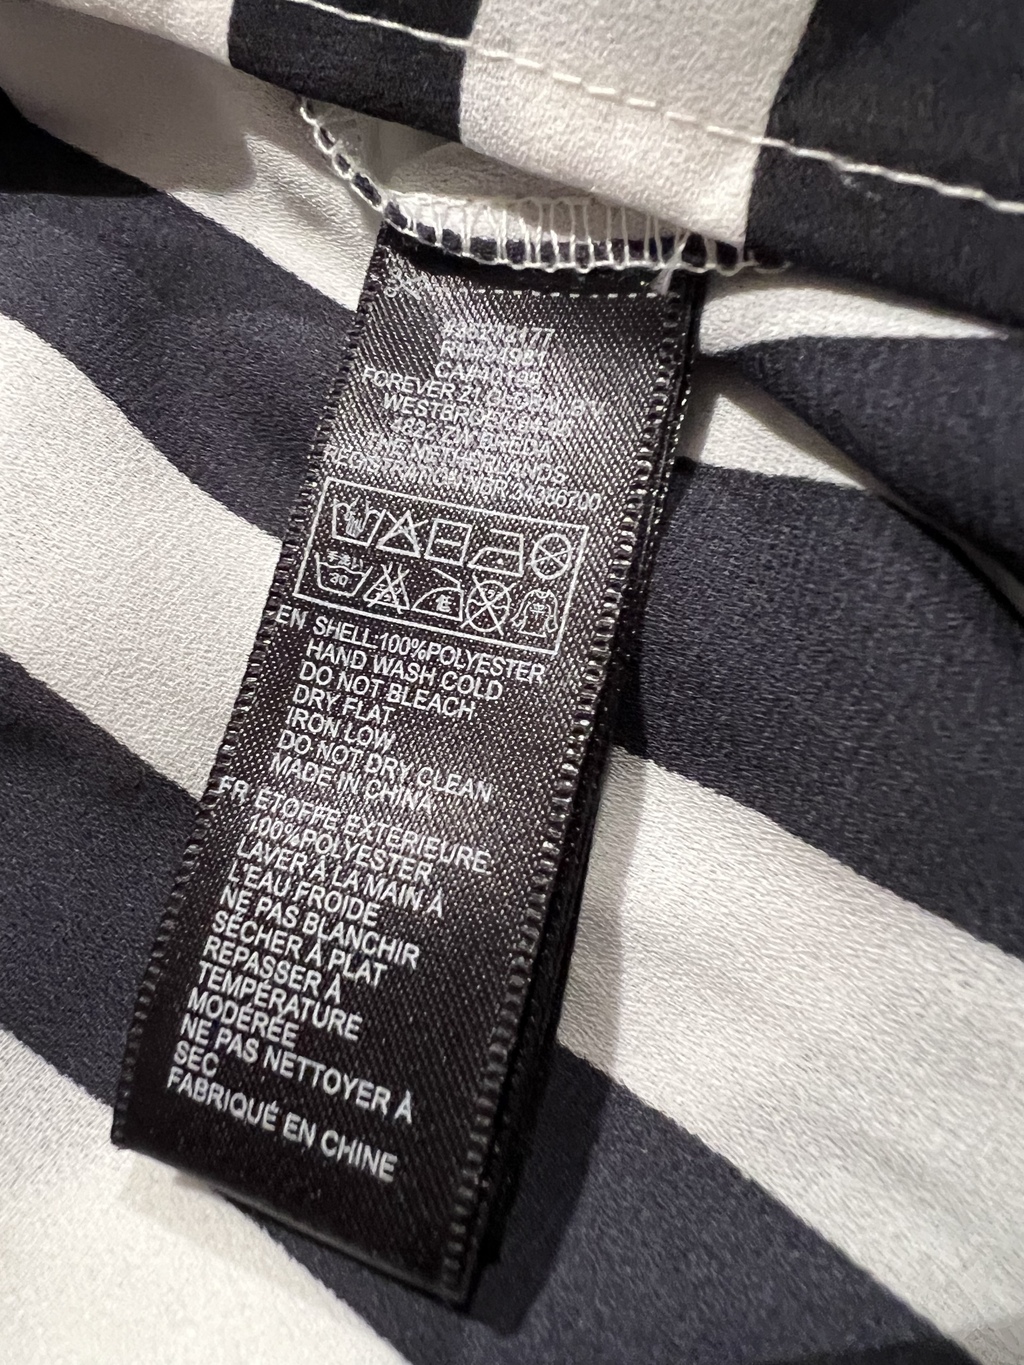 FOREVER 21
THE NETHERLANDS
30
EN SHELL:100%POLYESTER
HAND WASH COLD
DO NOT BLEACH
DRY FLAT
IRON LOW
DO NOT DRY CLEAN
MADE IN CHINA
FR ETOFFE EXTERIEURE:
100%POLYESTER
LAVER À LA MAIN À
L'EAU FROIDE
NE PAS BLANCHIR
SÉCHER À PLAT
REPASSER À
TEMPÉRATURE
MODÉRÉE
NE PAS NETTOYER À
SEC
FABRIQUÉ EN CHINE